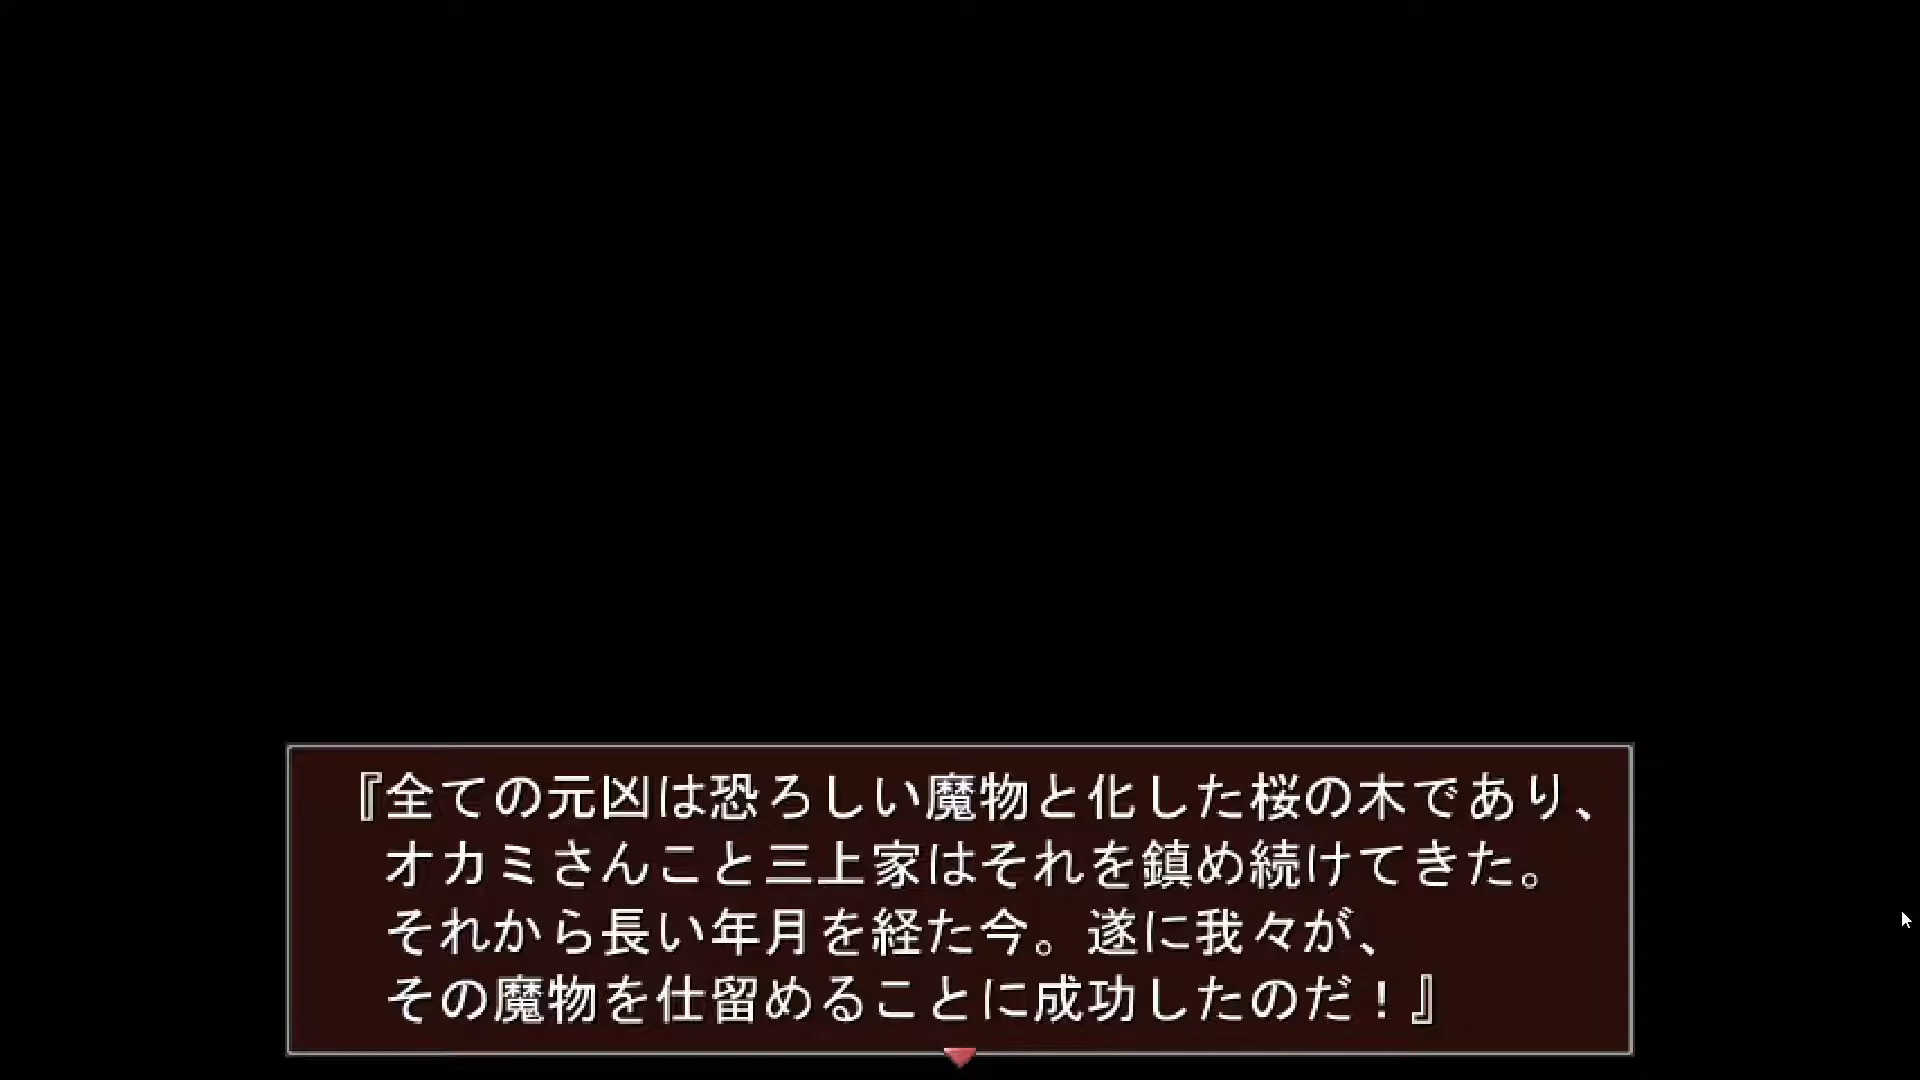 『全ての元凶は恐ろしい魔物と化した桜の木であり、
オカミさんこと三上家はそれを鎮め続けてきた。
それから長い年月を経た今。遂に我々が、
その魔物を仕留めることに成功したのだ！』